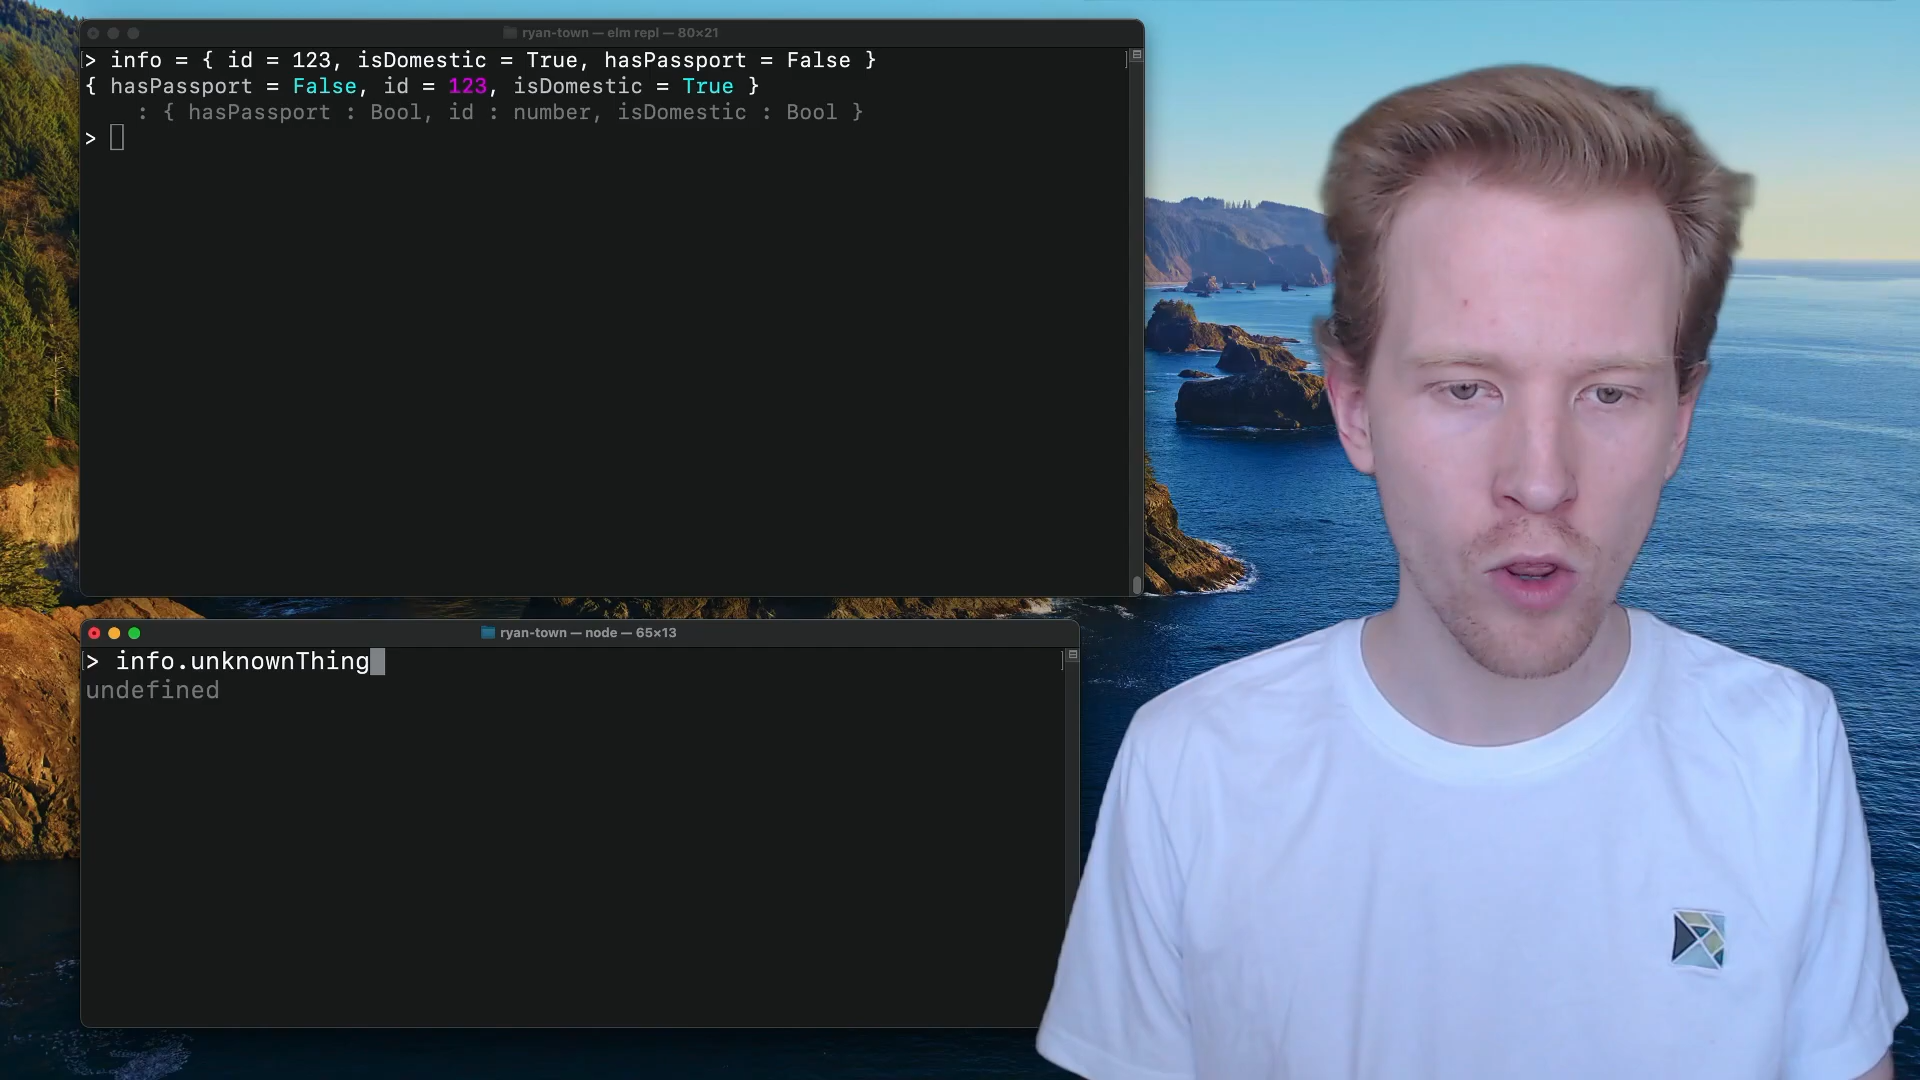 ryan-town — elm repl — 80×21
> info = { id = 123, isDomestic = True, hasPassport = False }
{ hasPassport = False, id = 123, isDomestic = True }
: { hasPassport : Bool, id : number, isDomestic : Bool }
>
ryan-town — node — 65×13
> info.unknownThing
undefined